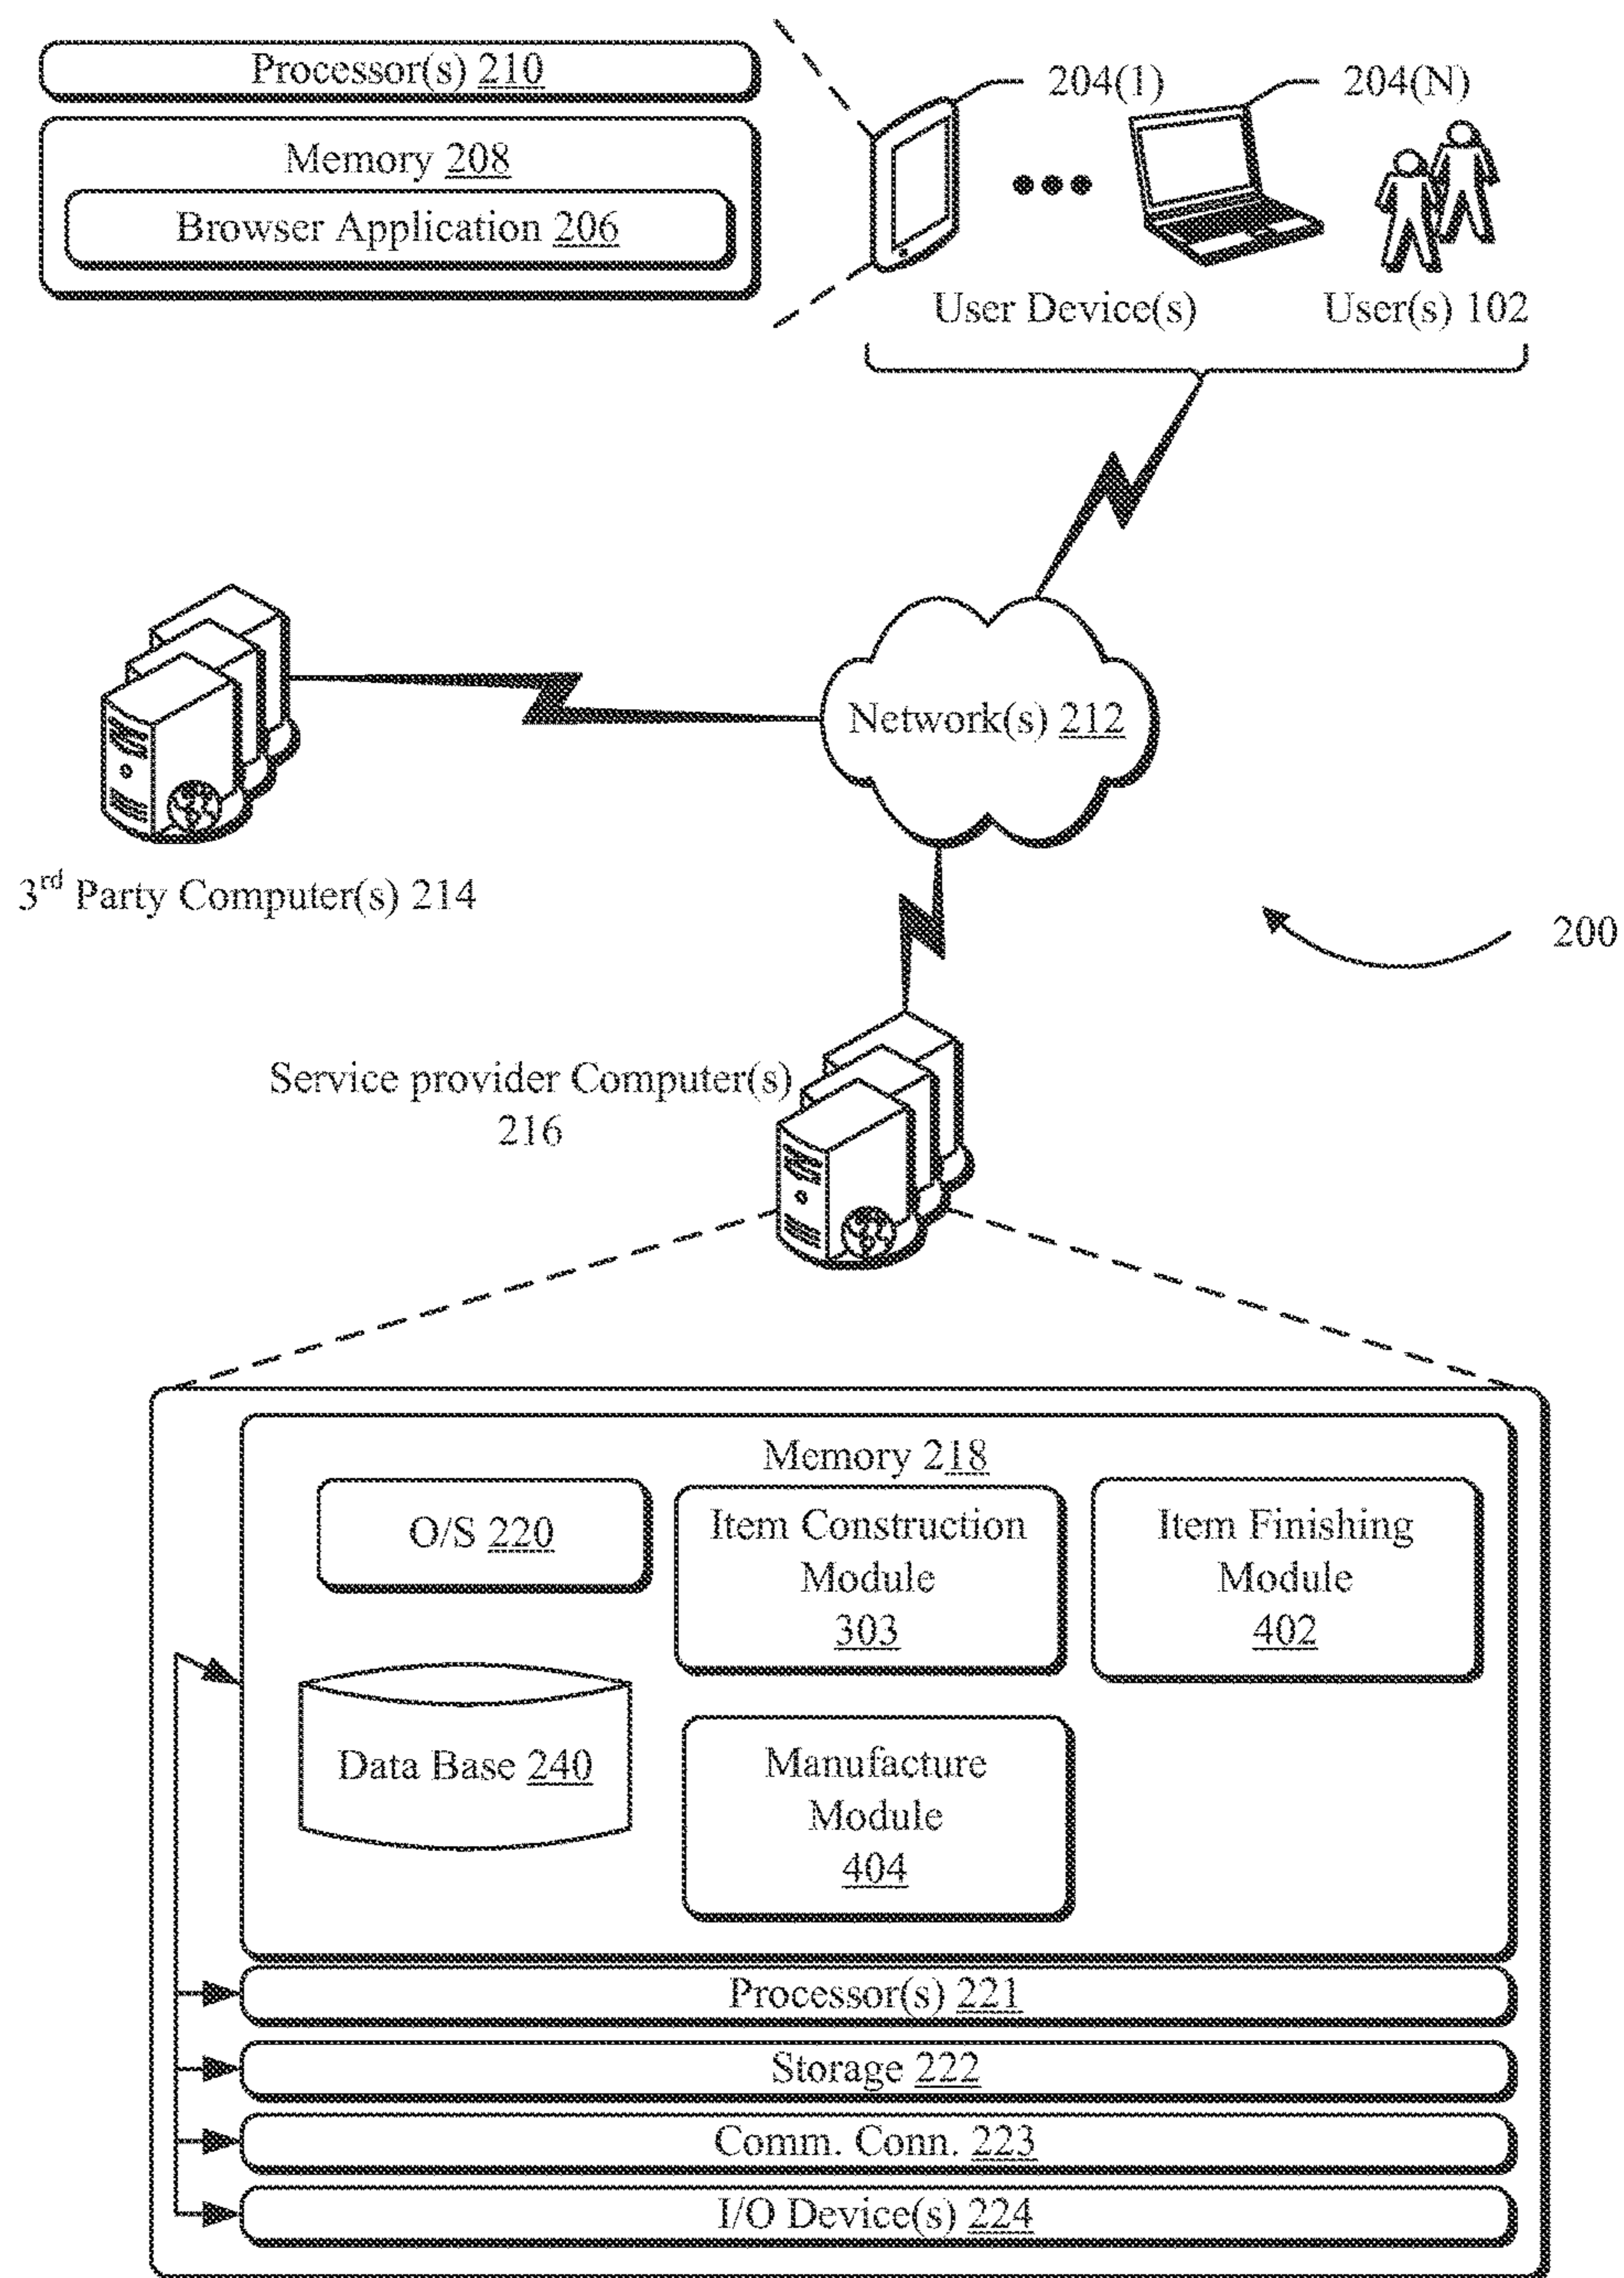 Processor(s) 210
Memory 208
Browser Application 206
204(1)
204(N)
User Device(s)
User(s) 102
Network(s) 212
3rd Party Computer(s) 214
200
Service provider Computer(s)
216
Memory 218
O/S 220
Item Construction
Module
303
Item Finishing
Module
402
Data Base 240
Manufacture
Module
404
Processor(s) 221
Storage 222
Comm. Conn. 223
I/O Device(s) 224